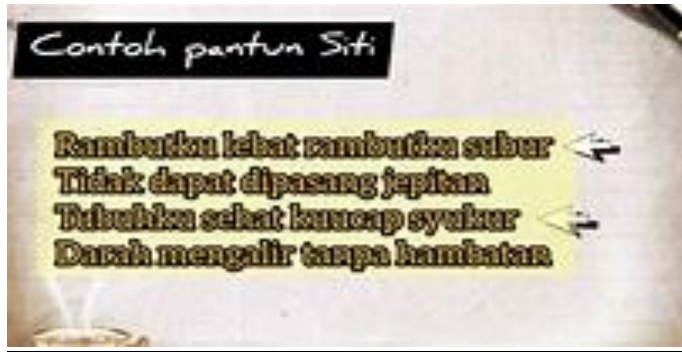 Contoh pantun Siti
Rambutku lebat rambutku subur
Tidak dapat dipasang jepitan
Tubuhku sehat kuucap syukur
Darah mengalir tanpa hambatan